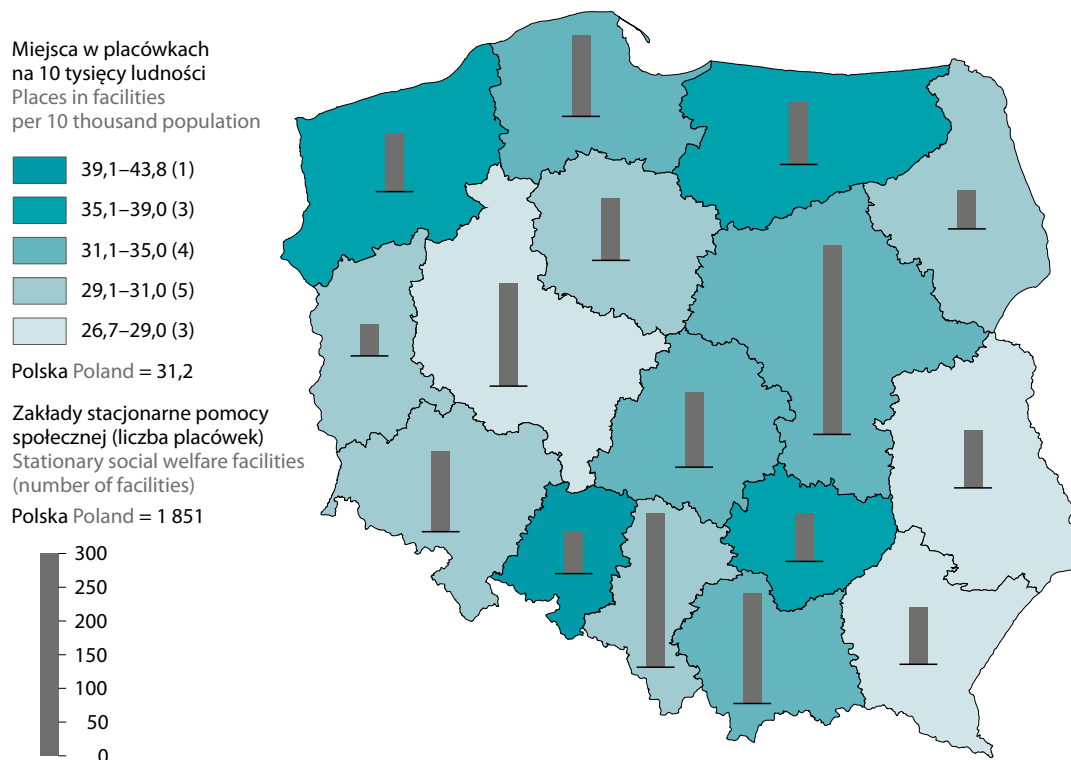 Miejsca w placówkach
na 10 tysięcy ludności
Places in facilities
per 10 thousand population
39,1–43,8 (1)
35,1–39,0 (3)
31,1–35,0 (4)
29,1–31,0 (5)
26,7–29,0 (3)
Polska Poland = 31,2
Zakłady stacjonarne pomocy
społecznej (liczba placówek)
Stationary social welfare facilities
(number of facilities)
Polska Poland = 1 851
300
250
200
150
100
50
0